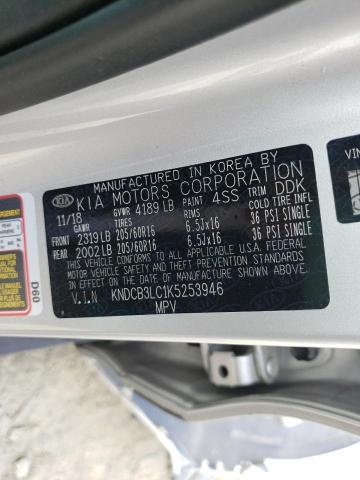 MANUFACTURED IN KOREA BY
KIA KIA MOTORS CORPORATION
11/18 GVWR 4189 LB PAINT 4SS TRIM DDK
GAWR TIRES RIMS COLD TIRE INFL
FRONT 2319 LB 205/60R16 6.5Jx16 36 PSI SINGLE
REAR 2002 LB 205/60R16 6.5Jx16 36 PSI SINGLE
THIS VEHICLE CONFORMS TO ALL APPLICABLE U.S.A FEDERAL
MOTOR VEHICLE SAFETY AND THEFT PREVENTION STANDARDS
IN EFFECT ON THE DATE OF MANUFACTURE SHOWN ABOVE.
V.I.N KNDCB3LC1K5253946
MPV
D60
VIN